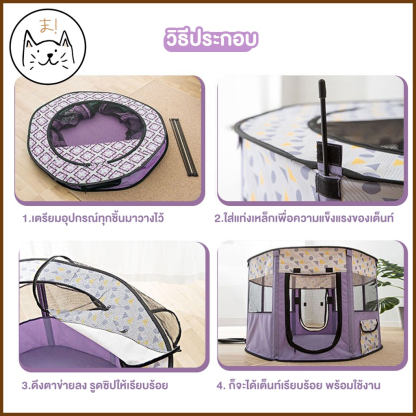 ま!
วิธีประกอบ
1.เตรียมอุปกรณ์ทุกชิ้นมาวางไว้
2.ใส่แท่งเหล็กเพื่อความแข็งแรงของเต็นท์
3.ดึงตาข่ายลง รูดซิปให้เรียบร้อย
4. ก็จะได้เต็นท์เรียบร้อย พร้อมใช้งาน